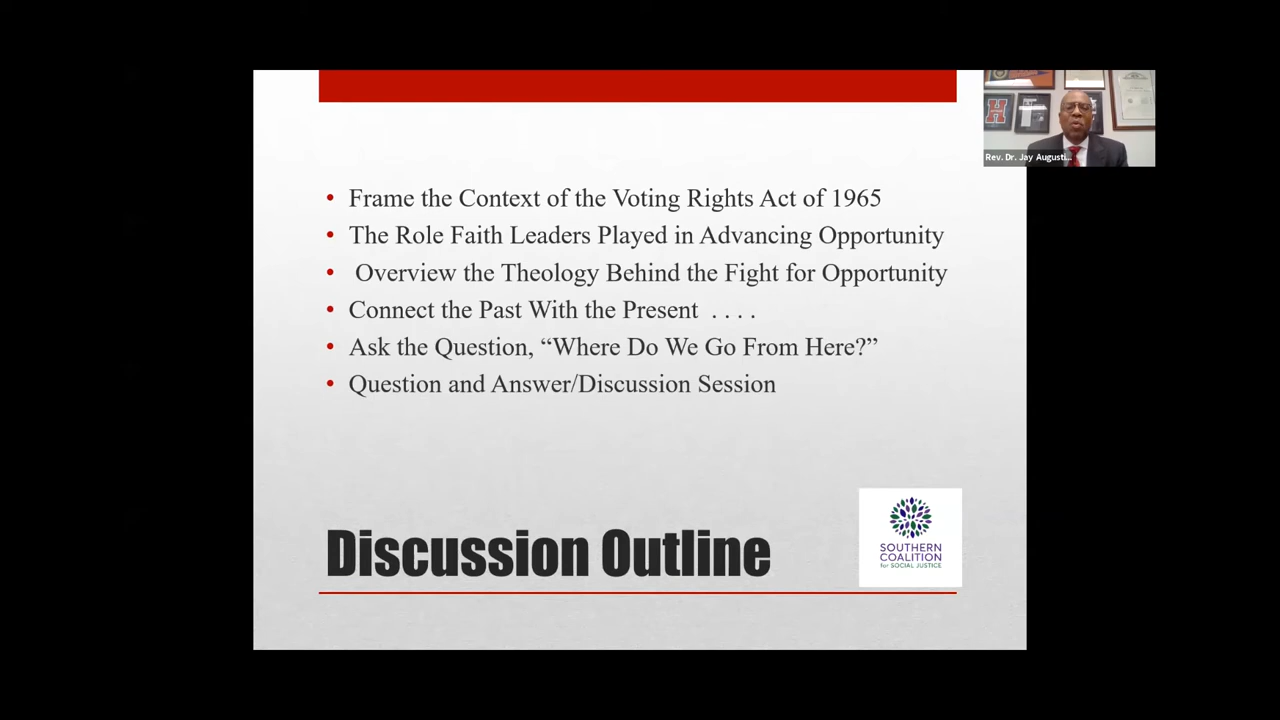 Frame the Context of the Voting Rights Act of 1965
The Role Faith Leaders Played in Advancing Opportunity
Overview the Theology Behind the Fight for Opportunity
Connect the Past With the Present . . . .
Ask the Question, “Where Do We Go From Here?”
Question and Answer/Discussion Session
Discussion Outline
SOUTHERN
COALITION
for SOCIAL JUSTICE
H
Rev. Dr. Jay Augusti...